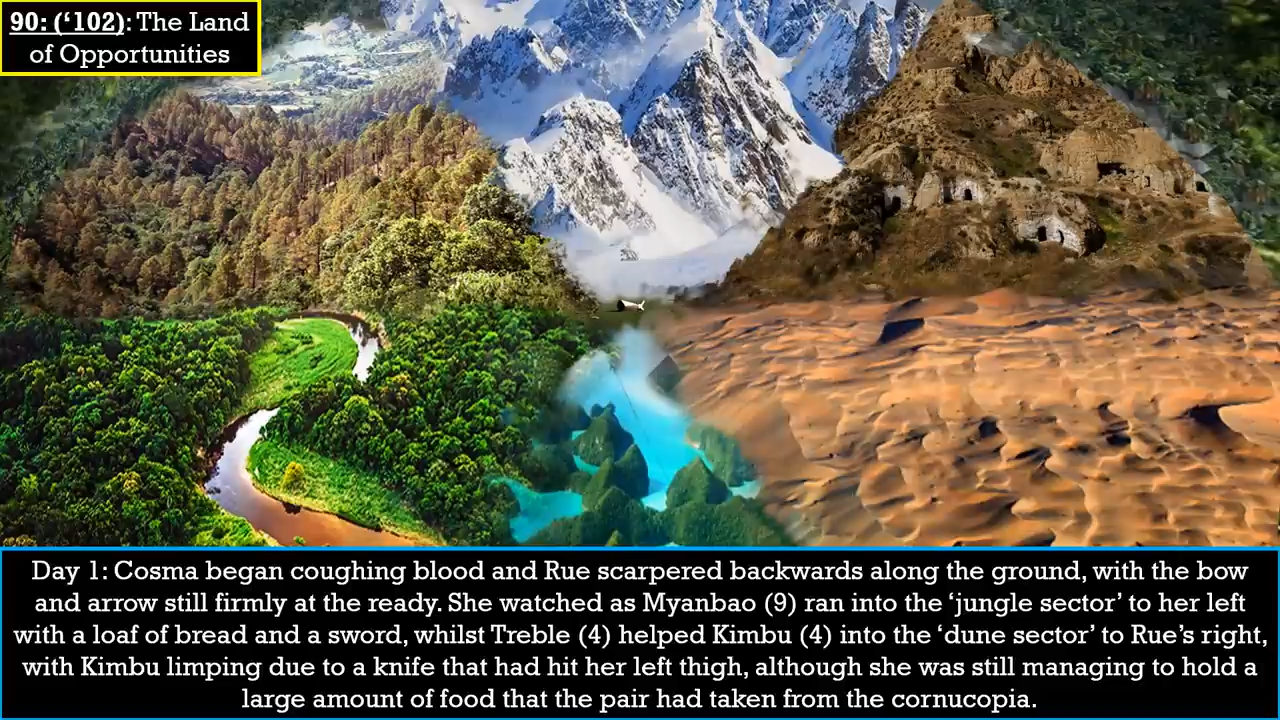 90: (‘102): The Land
of Opportunities
Day 1: Cosma began coughing blood and Rue scarpered backwards along the ground, with the bow
and arrow still firmly at the ready. She watched as Myanbao (9) ran into the ‘jungle sector’ to her left
with a loaf of bread and a sword, whilst Treble (4) helped Kimbu (4) into the ‘dune sector’ to Rue’s right,
with Kimbu limping due to a knife that had hit her left thigh, although she was still managing to hold a
large amount of food that the pair had taken from the cornucopia.